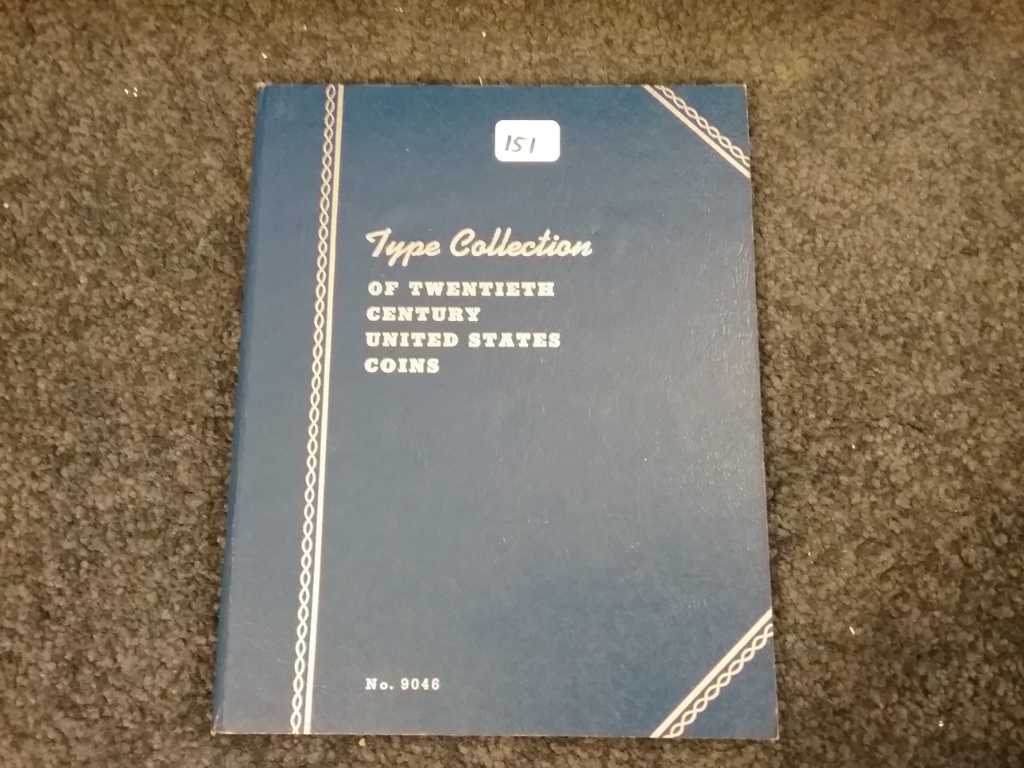 151
Type Collection
OF TWENTIETH
CENTURY
UNITED STATES
COINS
No. 9046